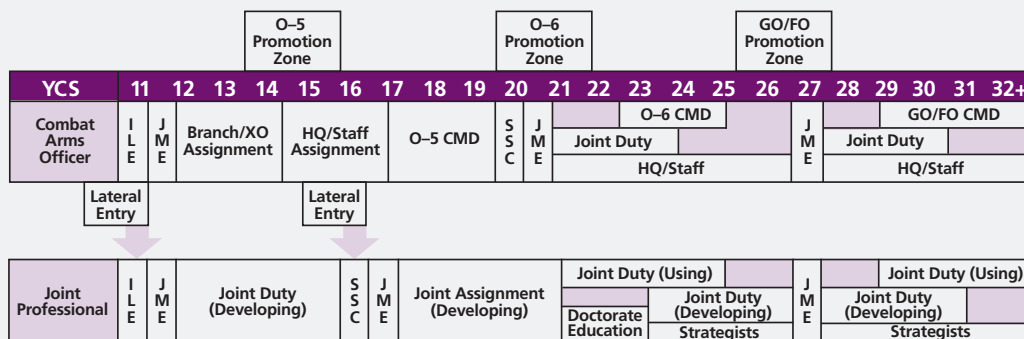 O–5
Promotion
Zone
O–6
Promotion
Zone
GO/FO
Promotion
Zone
YCS 11 12 13 14 15 16 17 18 19 20 21 22 23 24 25 26 27 28 29 30 31 32+
Combat
Arms
Officer
I
L
E
J
M
E
Branch/XO
Assignment
HQ/Staff
Assignment
O–5 CMD
S
S
C
J
M
E
O–6 CMD
Joint Duty
HQ/Staff
J
M
E
GO/FO CMD
Joint Duty
HQ/Staff
Lateral
Entry
Lateral
Entry
Joint
Professional
I
L
E
J
M
E
Joint Duty
(Developing)
S
S
C
J
M
E
Joint Assignment
(Developing)
Joint Duty (Using)
Doctorate
Education
Joint Duty
(Developing)
Strategists
J
M
E
Joint Duty (Using)
Joint Duty
(Developing)
Strategists